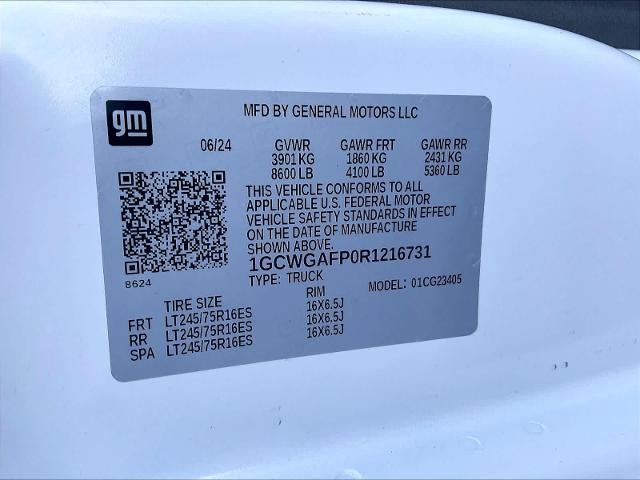 gm
MFD BY GENERAL MOTORS LLC
06/24 GVWR GAWR FRT GAWR RR
3901 KG 1860 KG 2431 KG
8600 LB 4100 LB 5360 LB
THIS VEHICLE CONFORMS TO ALL
APPLICABLE U.S. FEDERAL MOTOR
VEHICLE SAFETY STANDARDS IN EFFECT
ON THE DATE OF MANUFACTURE
SHOWN ABOVE.
1GCWGAFP0R1216731
8624
TYPE: TRUCK MODEL: 01CG23405
TIRE SIZE RIM
FRT LT245/75R16ES 16X6.5J
RR LT245/75R16ES 16X6.5J
SPA LT245/75R16ES 16X6.5J